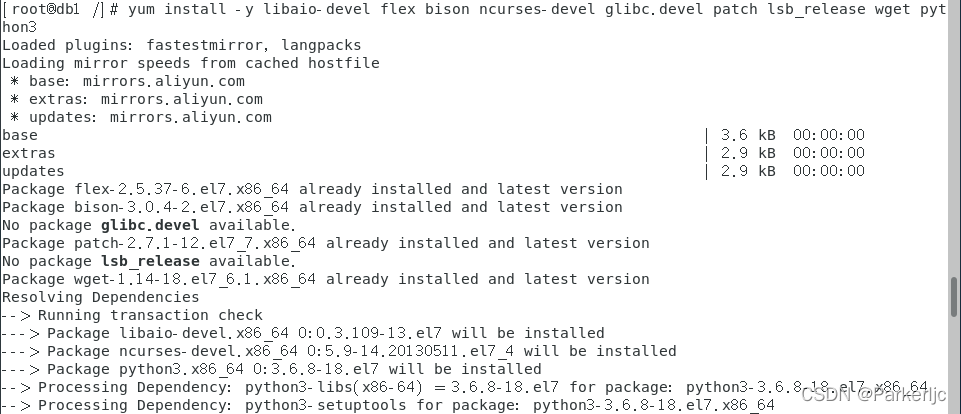 [root@db1 /]# yum install -y libaio-devel flex bison ncurses-devel glibc.devel patch lsb_release wget pyt
hon3
Loaded plugins: fastestmirror, langpacks
Loading mirror speeds from cached hostfile
 * base: mirrors.aliyun.com
 * extras: mirrors.aliyun.com
 * updates: mirrors.aliyun.com
base | 3.6 kB 00:00:00
extras | 2.9 kB 00:00:00
updates | 2.9 kB 00:00:00
Package flex-2.5.37-6.el7.x86_64 already installed and latest version
Package bison-3.0.4-2.el7.x86_64 already installed and latest version
No package glibc.devel available.
Package patch-2.7.1-12.el7_7.x86_64 already installed and latest version
No package lsb_release available.
Package wget-1.14-18.el7_6.1.x86_64 already installed and latest version
Resolving Dependencies
--> Running transaction check
---> Package libaio-devel.x86_64 0:0.3.109-13.el7 will be installed
---> Package ncurses-devel.x86_64 0:5.9-14.20130511.el7_4 will be installed
---> Package python3.x86_64 0:3.6.8-18.el7 will be installed
--> Processing Dependency: python3-libs(x86-64) = 3.6.8-18.el7 for package: python3-3.6.8-18.el7.x86_64
--> Processing Dependency: python3-setuptools for package: python3-3.6.8-18.el7.x86_64
CSDN @Parkerljc